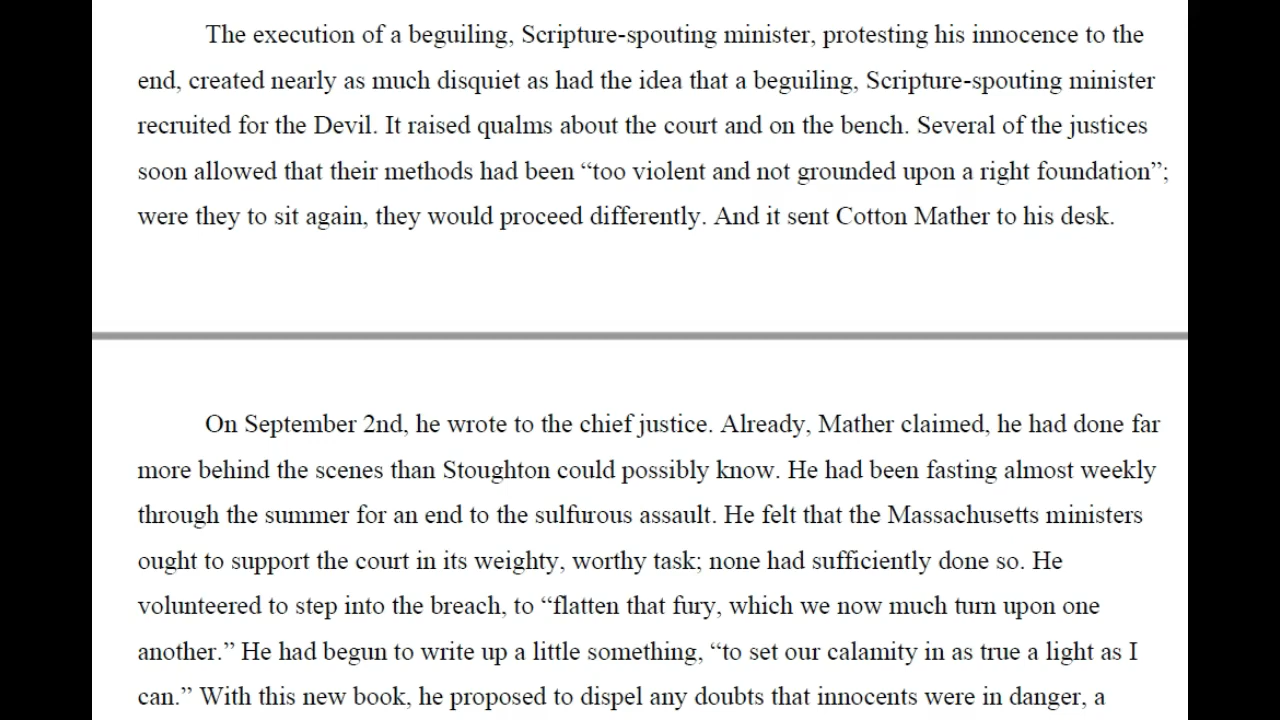 The execution of a beguiling, Scripture-spouting minister, protesting his innocence to the
end, created nearly as much disquiet as had the idea that a beguiling, Scripture-spouting minister
recruited for the Devil. It raised qualms about the court and on the bench. Several of the justices
soon allowed that their methods had been “too violent and not grounded upon a right foundation”;
were they to sit again, they would proceed differently. And it sent Cotton Mather to his desk.
On September 2nd, he wrote to the chief justice. Already, Mather claimed, he had done far
more behind the scenes than Stoughton could possibly know. He had been fasting almost weekly
through the summer for an end to the sulfurous assault. He felt that the Massachusetts ministers
ought to support the court in its weighty, worthy task; none had sufficiently done so. He
volunteered to step into the breach, to “flatten that fury, which we now much turn upon one
another.” He had begun to write up a little something, “to set our calamity in as true a light as I
can.” With this new book, he proposed to dispel any doubts that innocents were in danger, a